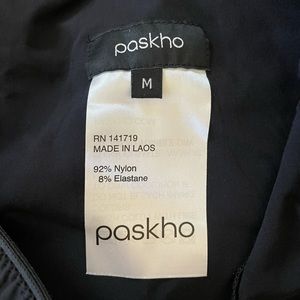 paskho
M
RN 141719
MADE IN LAOS
92% Nylon
8% Elastane
paskho